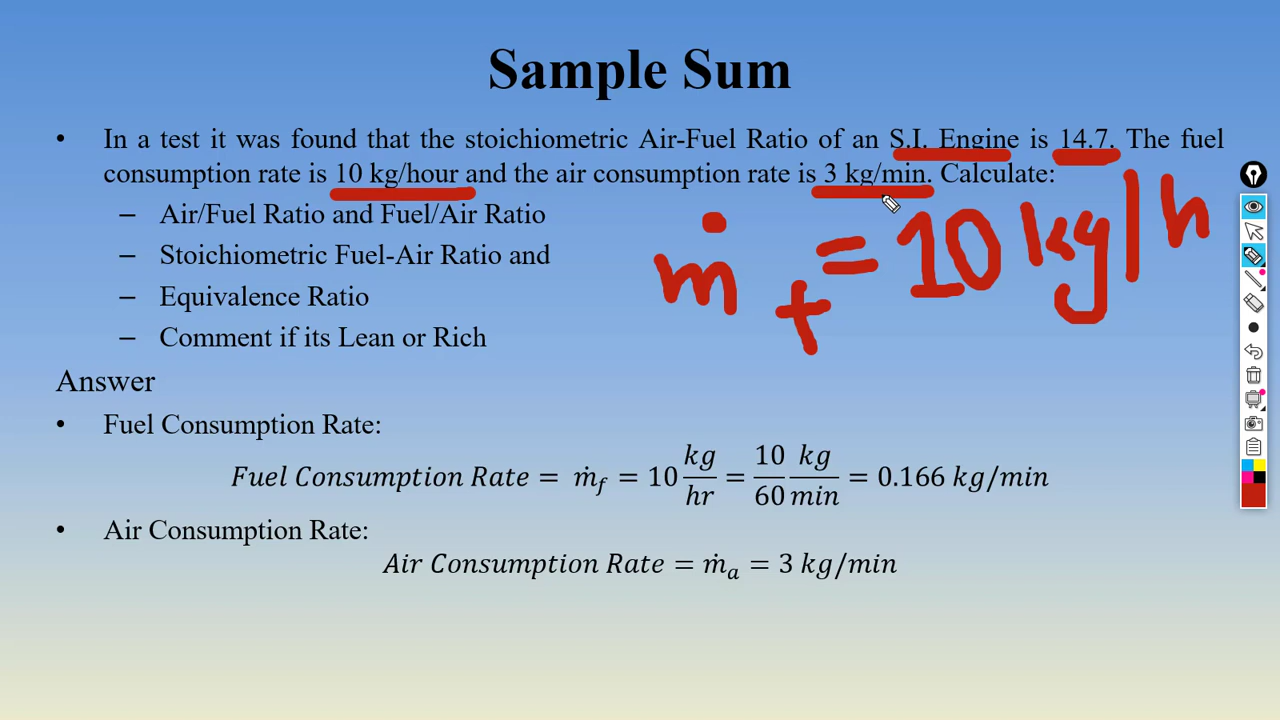 Sample Sum
• In a test it was found that the stoichiometric Air-Fuel Ratio of an S.I. Engine is 14.7. The fuel
consumption rate is 10 kg/hour and the air consumption rate is 3 kg/min. Calculate:
– Air/Fuel Ratio and Fuel/Air Ratio
– Stoichiometric Fuel-Air Ratio and
– Equivalence Ratio
– Comment if its Lean or Rich
ṁ f = 10 kg/h
Answer
• Fuel Consumption Rate:
Fuel Consumption Rate = ṁf = 10 kg/hr = 10/60 kg/min = 0.166 kg/min
• Air Consumption Rate:
Air Consumption Rate = ṁa = 3 kg/min